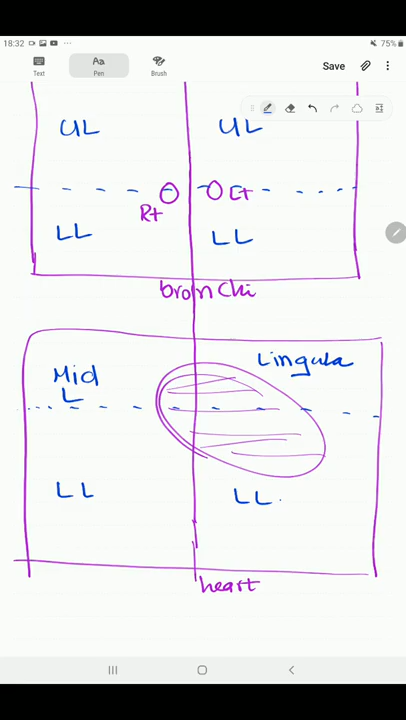 18:32
75%
Text
Pen
Brush
Save
UL
UL
Rt
Lt
LL
LL
bronchi
Mid
L
Lingula
LL
LL.
heart